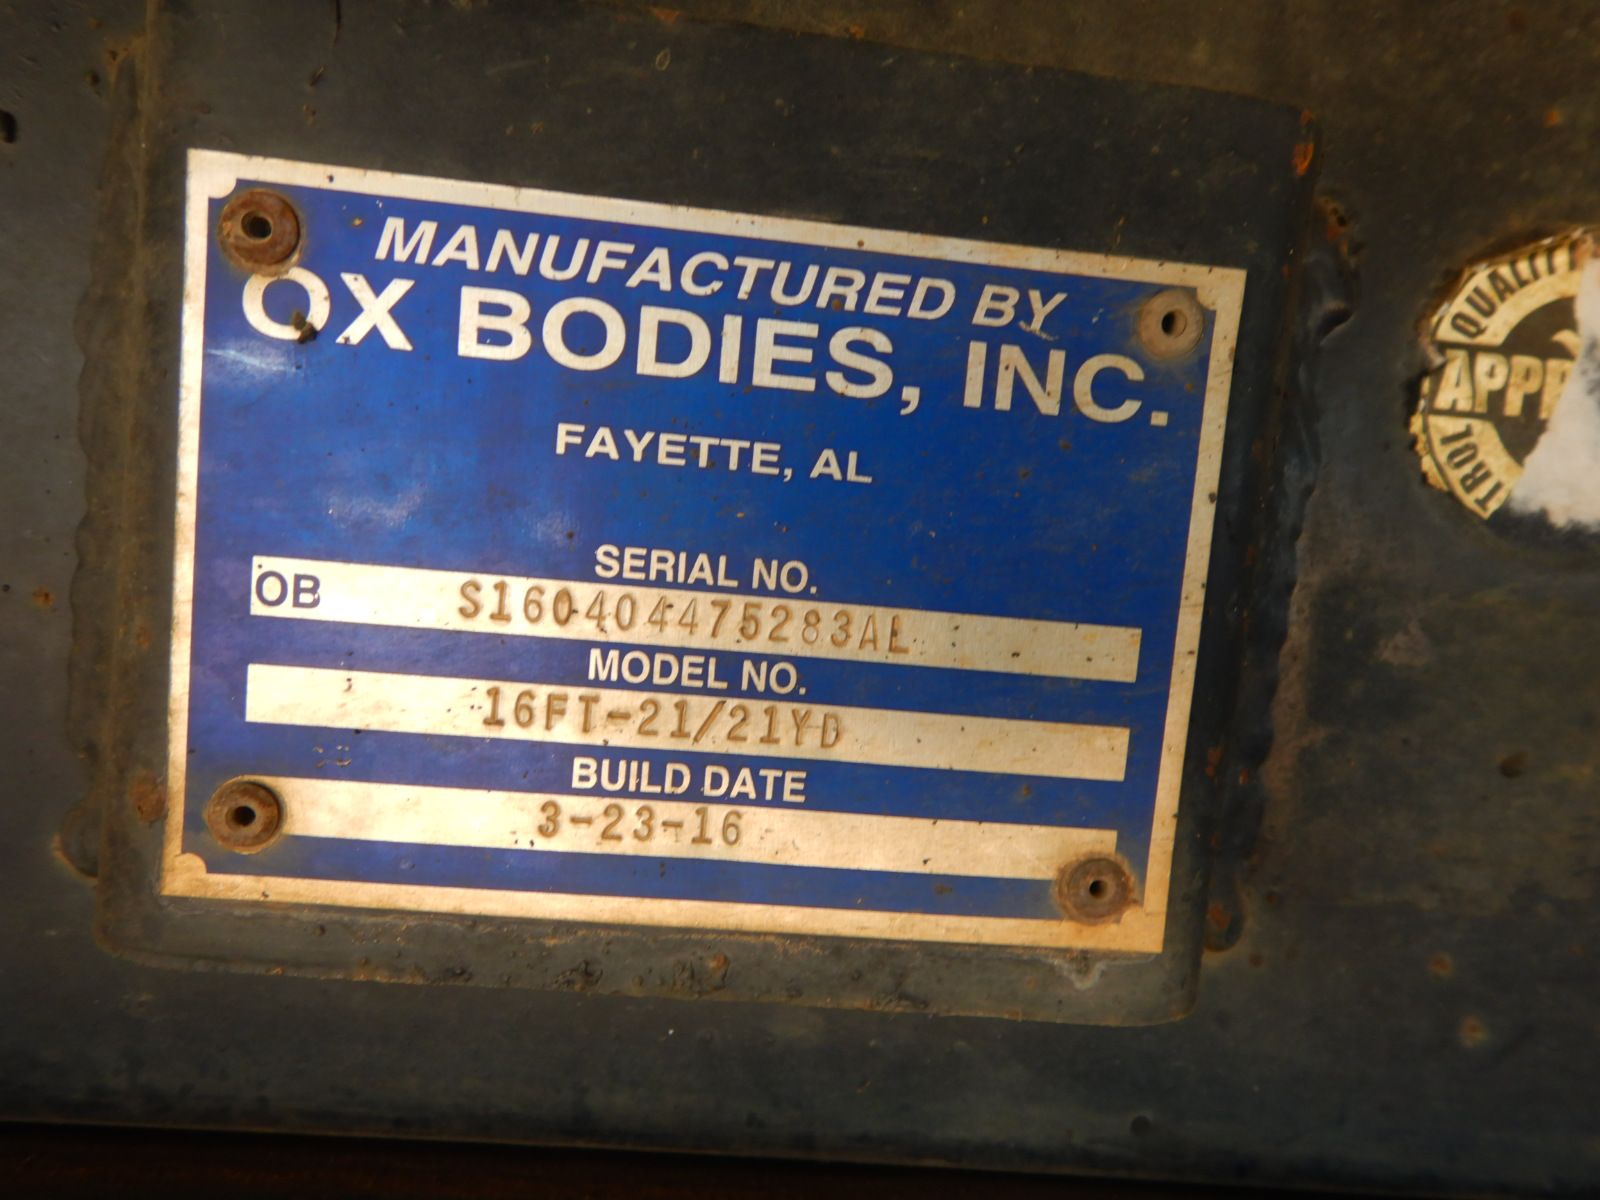 MANUFACTURED BY
OX BODIES, INC.
FAYETTE, AL
SERIAL NO.
OB S160404475283AL
MODEL NO.
16FT-21/21YD
BUILD DATE
3-23-16
QUALITY